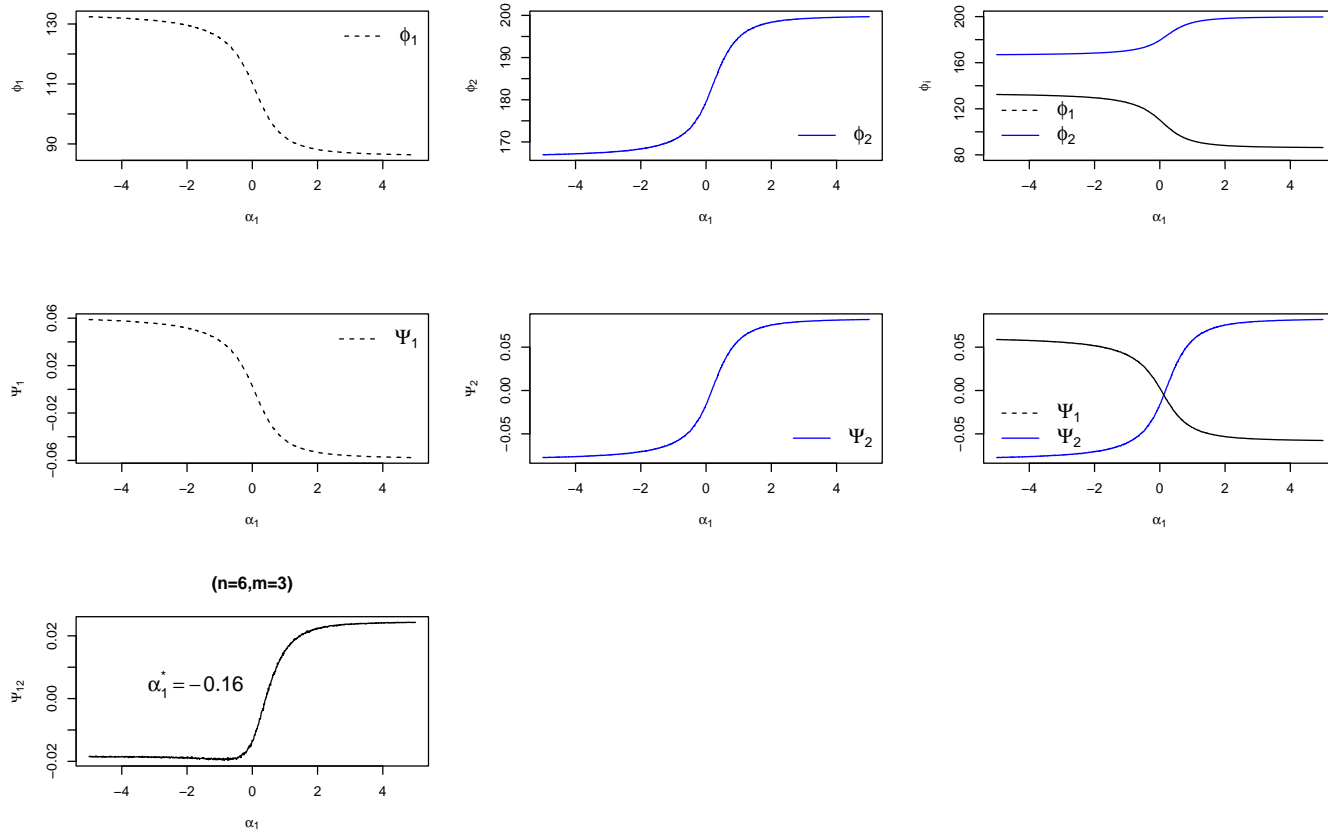 90 110 130
ϕ₁
ϕ₁
−4 −2 0 2 4
α₁
170 180 190 200
ϕ₂
ϕ₂
−4 −2 0 2 4
α₁
80 120 160 200
ϕᵢ
ϕ₁
ϕ₂
−4 −2 0 2 4
α₁
−0.06 −0.02 0.02 0.06
Ψ₁
Ψ₁
−4 −2 0 2 4
α₁
−0.05 0.00 0.05
Ψ₂
Ψ₂
−4 −2 0 2 4
α₁
−0.05 0.00 0.05
Ψ₁
Ψ₂
−4 −2 0 2 4
α₁
(n=6,m=3)
−0.02 0.00 0.02
Ψ₁₂
α₁* = −0.16
−4 −2 0 2 4
α₁